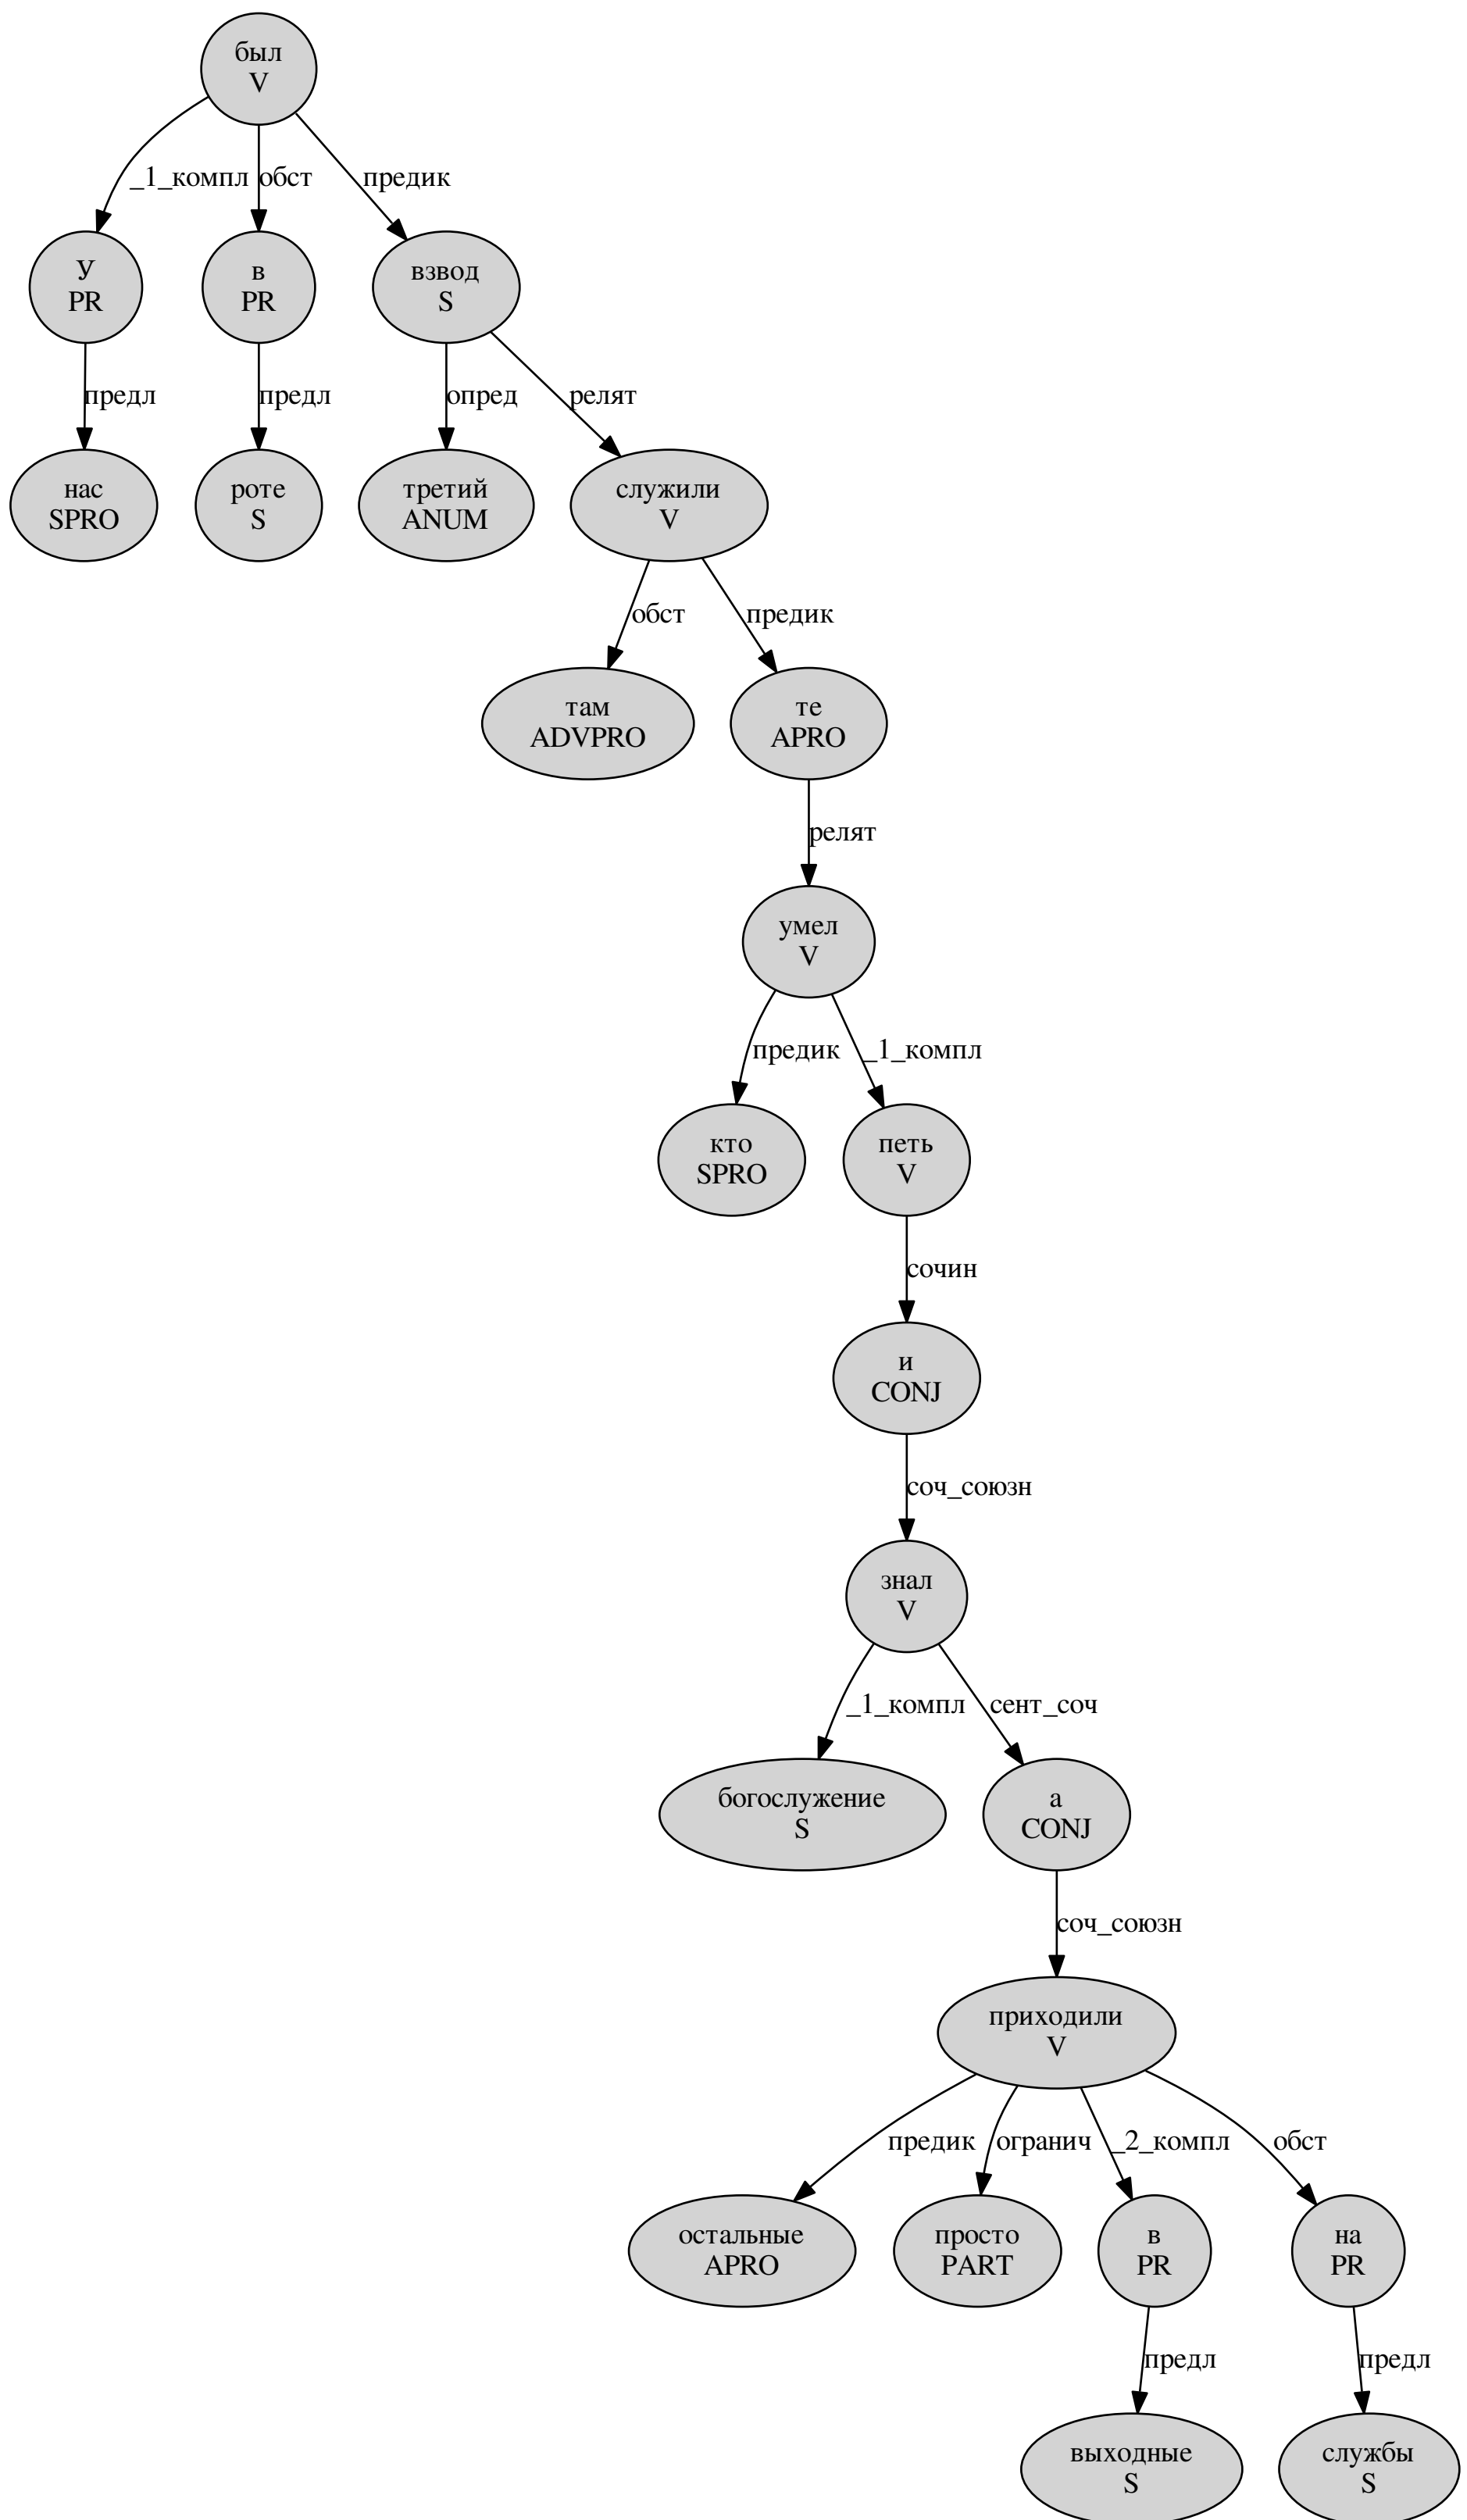 был
V
_1_компл
обст
предик
У
PR
в
PR
взвод
S
предл
предл
опред
релят
нас
SPRO
роте
S
третий
ANUM
служили
V
обст
предик
там
ADVPRO
те
APRO
релят
умел
V
предик
_1_компл
кто
SPRO
петь
V
сочин
и
CONJ
соч_союзн
знал
V
_1_компл
сент_соч
богослужение
S
а
CONJ
соч_союзн
приходили
V
предик
огранич
_2_компл
обст
остальные
APRO
просто
PART
в
PR
на
PR
предл
предл
выходные
S
службы
S